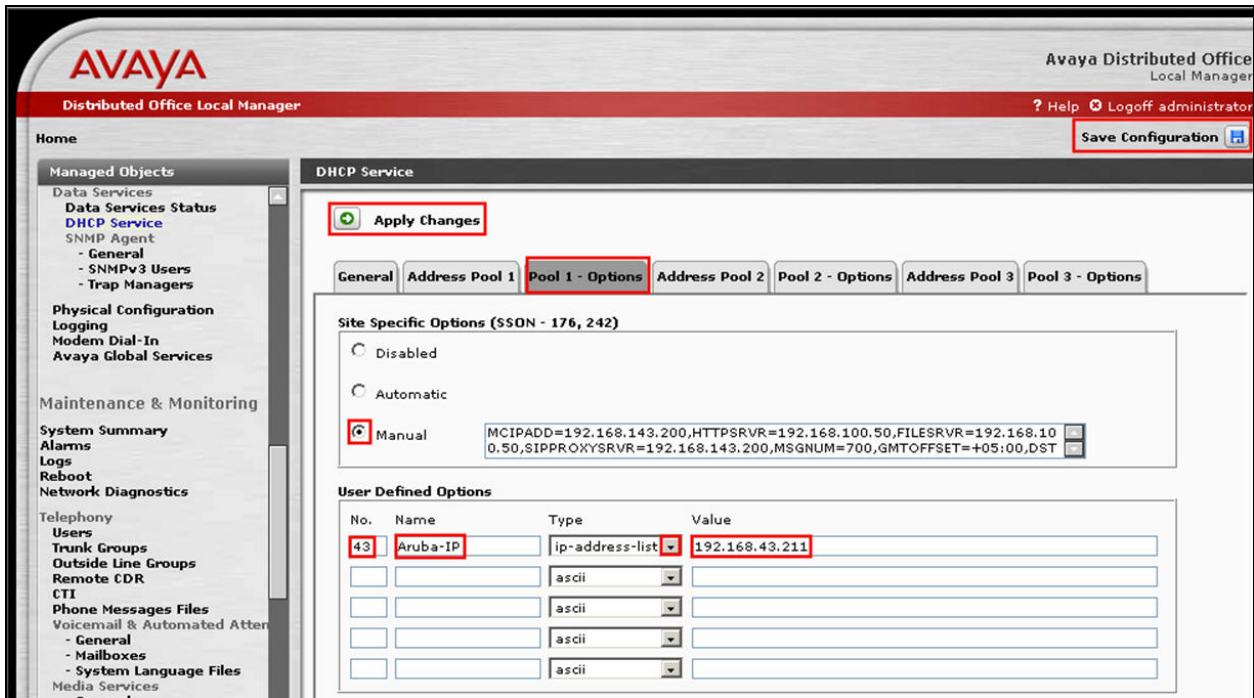 AVAYA
Avaya Distributed Office
Local Manager
Distributed Office Local Manager
? Help Logoff administrator
Home
Save Configuration
Managed Objects
Data Services
Data Services Status
DHCP Service
SNMP Agent
- General
- SNMPv3 Users
- Trap Managers
Physical Configuration
Logging
Modem Dial-In
Avaya Global Services
Maintenance & Monitoring
System Summary
Alarms
Logs
Reboot
Network Diagnostics
Telephony
Users
Trunk Groups
Outside Line Groups
Remote CDR
CTI
Phone Messages Files
Voicemail & Automated Atten
- General
- Mailboxes
- System Language Files
Media Services
DHCP Service
Apply Changes
General Address Pool 1 Pool 1 - Options Address Pool 2 Pool 2 - Options Address Pool 3 Pool 3 - Options
Site Specific Options (SSON - 176, 242)
Disabled
Automatic
Manual
MCIPADD=192.168.143.200,HTTPSRVR=192.168.100.50,FILESRVR=192.168.10
0.50,SIPPROXYSRVR=192.168.143.200,MSGNUM=700,GMTOFFSET=+05:00,DST
User Defined Options
No. Name Type Value
43 Aruba-IP ip-address-list 192.168.43.211
ascii
ascii
ascii
ascii